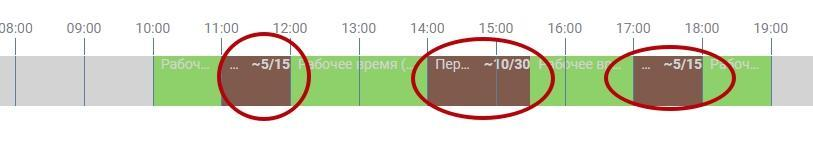 08:00 09:00 10:00 11:00 12:00 13:00 14:00 15:00 16:00 17:00 18:00 19:00
Рабоч... ... ~5/15 Рабочее время (... Пер... ~10/30 Рабочее вр... ... ~5/15 Рабоч...